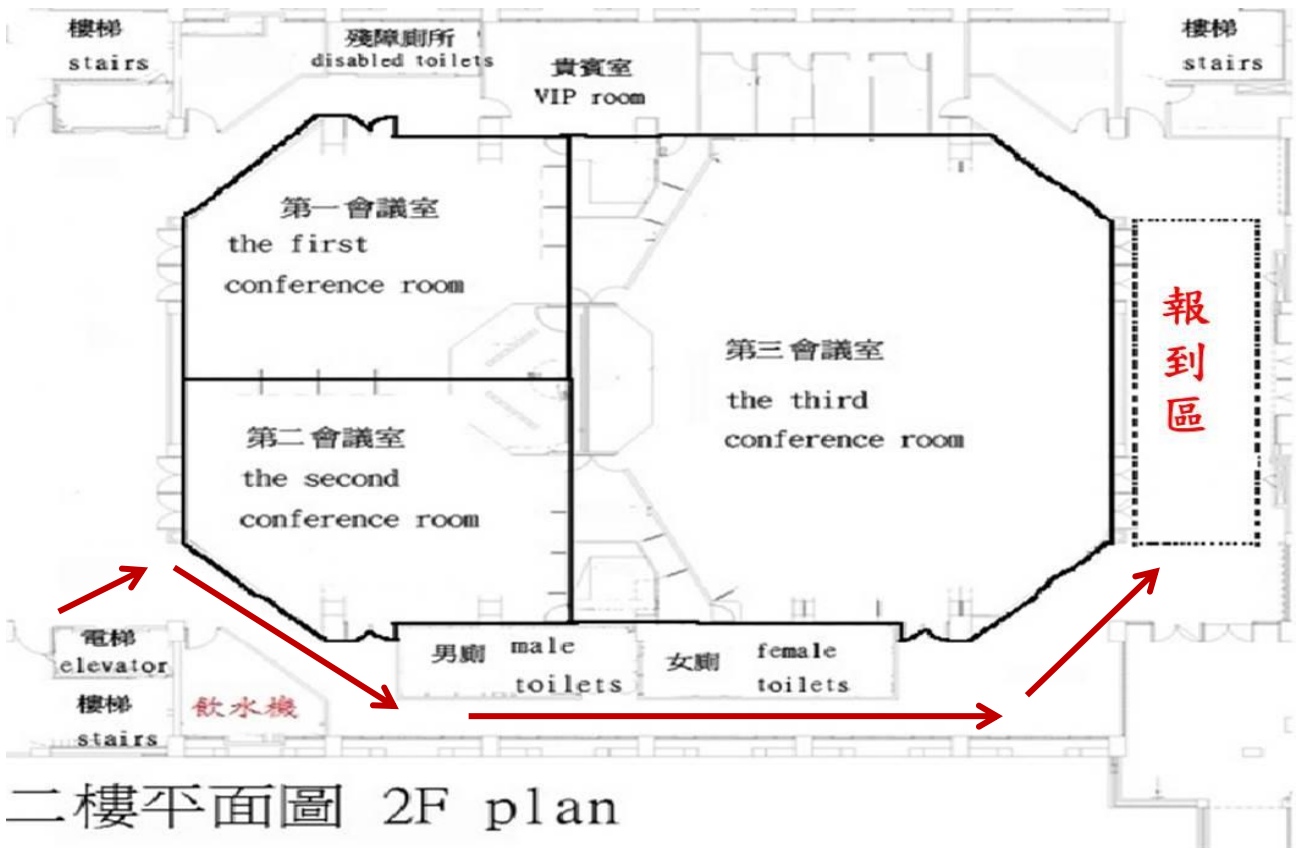 樓梯
stairs
殘障廁所
disabled toilets
貴賓室
VIP room
樓梯
stairs
第一會議室
the first
conference room
第二會議室
the second
conference room
第三會議室
the third
conference room
報
到
區
電梯
elevator
樓梯
stairs
飲水機
男廁 male
toilets
女廁 female
toilets
二樓平面圖 2F plan